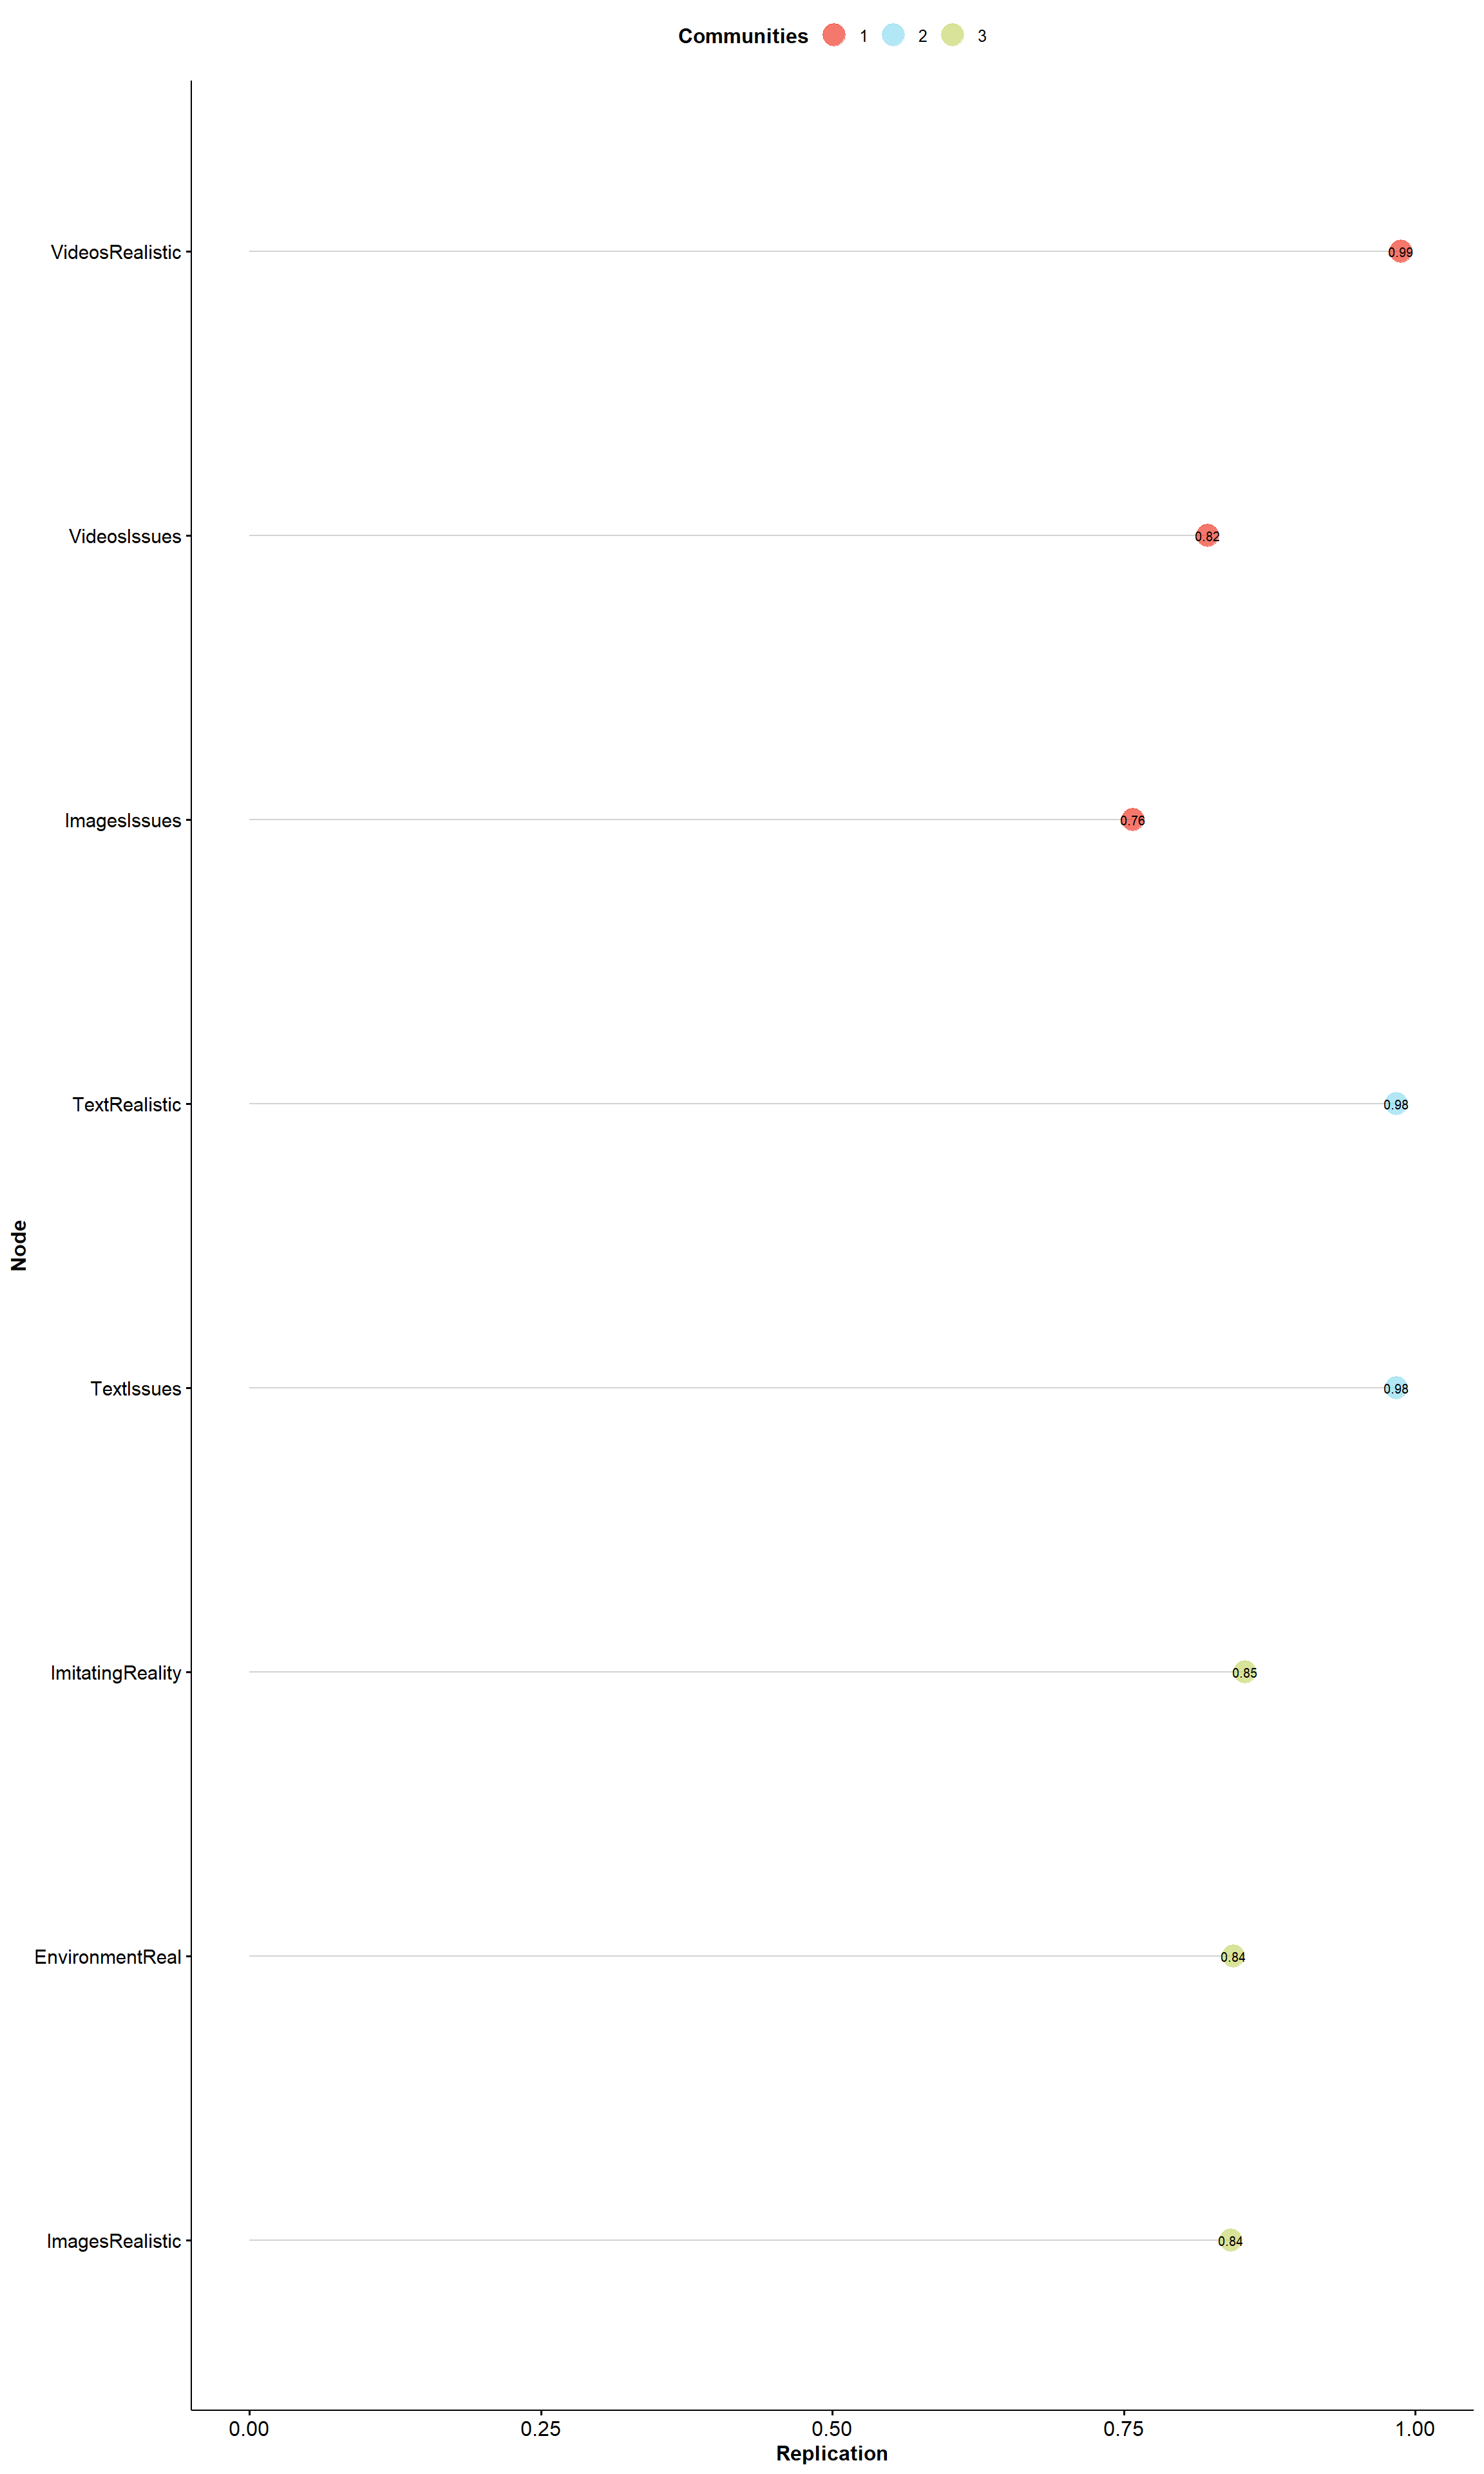 Communities 1 2 3
VideosRealistic 0.99
VideosIssues 0.82
ImagesIssues 0.76
TextRealistic 0.98
Node
TextIssues 0.98
ImitatingReality 0.85
EnvironmentReal 0.84
ImagesRealistic 0.84
0.00 0.25 0.50 0.75 1.00
Replication